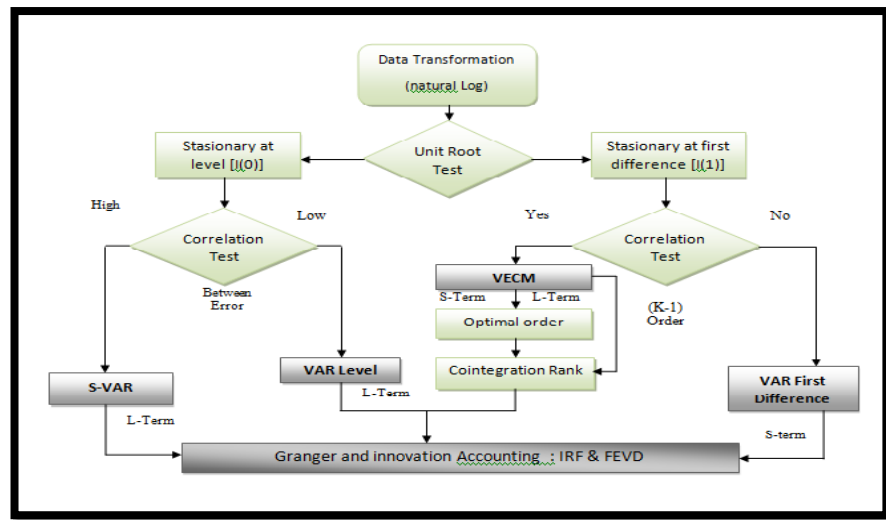 Data Transformation
(natural Log)
Unit Root
Test
Stasionary at
level [I(0)]
Stasionary at first
difference [I(1)]
High
Low
Yes
No
Correlation
Test
Correlation
Test
Between
Error
VECM
S-Term L-Term
(K-1)
Order
Optimal order
Cointegration Rank
S-VAR
VAR Level
VAR First
Difference
L-Term
L-Term
S-term
Granger and innovation Accounting : IRF & FEVD